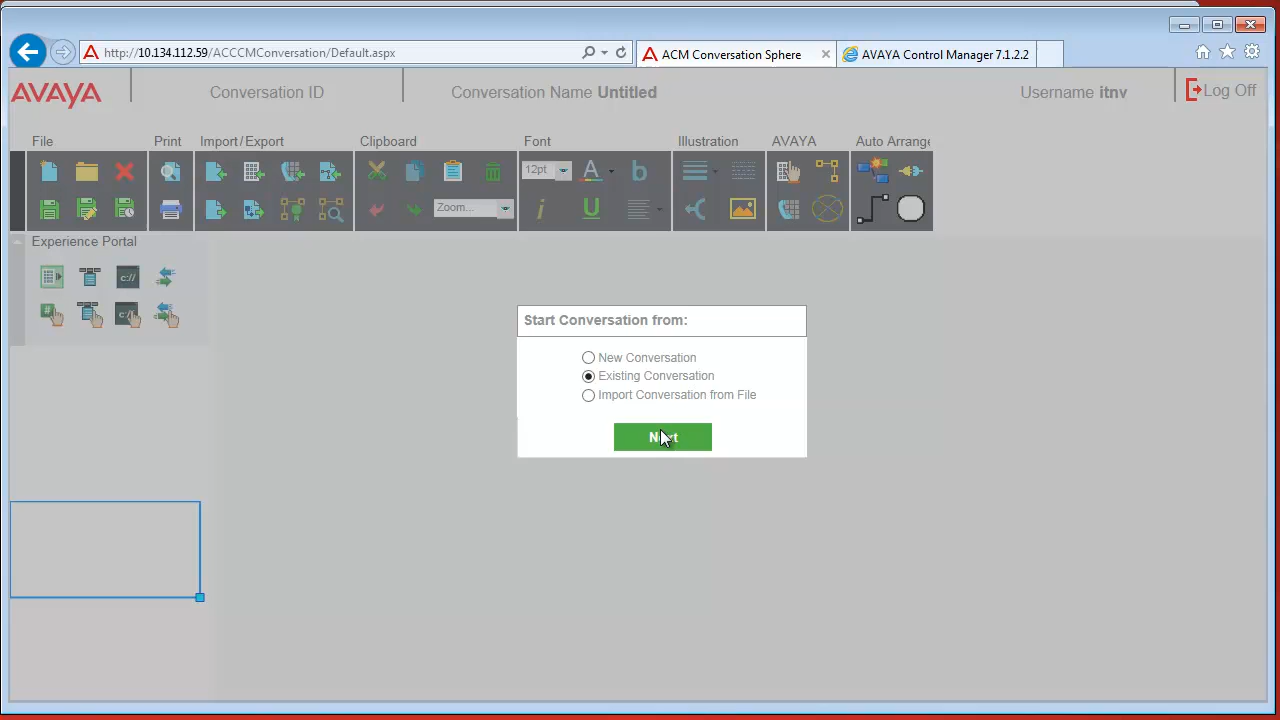 http://10.134.112.59/ACCCMConversation/Default.aspx
ACM Conversation Sphere
AVAYA Control Manager 7.1.2.2
AVAYA
Conversation ID
Conversation Name Untitled
Username itnv
Log Off
File
Print
Import/Export
Clipboard
Font
Illustration
AVAYA
Auto Arrange
12pt
A
b
Zoom...
i
U
Experience Portal
c://
#
Start Conversation from:
New Conversation
Existing Conversation
Import Conversation from File